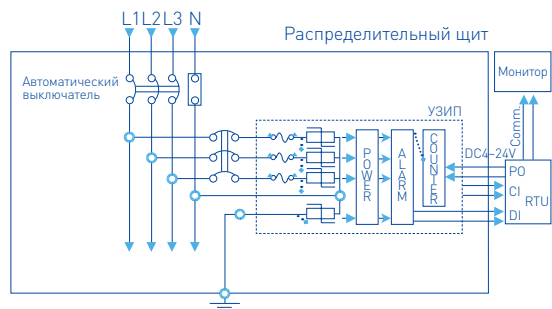 L1 L2 L3 N
Распределительный щит
Автоматический
выключатель
Монитор
УЗИП
Comm.
POWER
ALARM
COUNTER
DC4~24V
PO
CI
RTU
DI